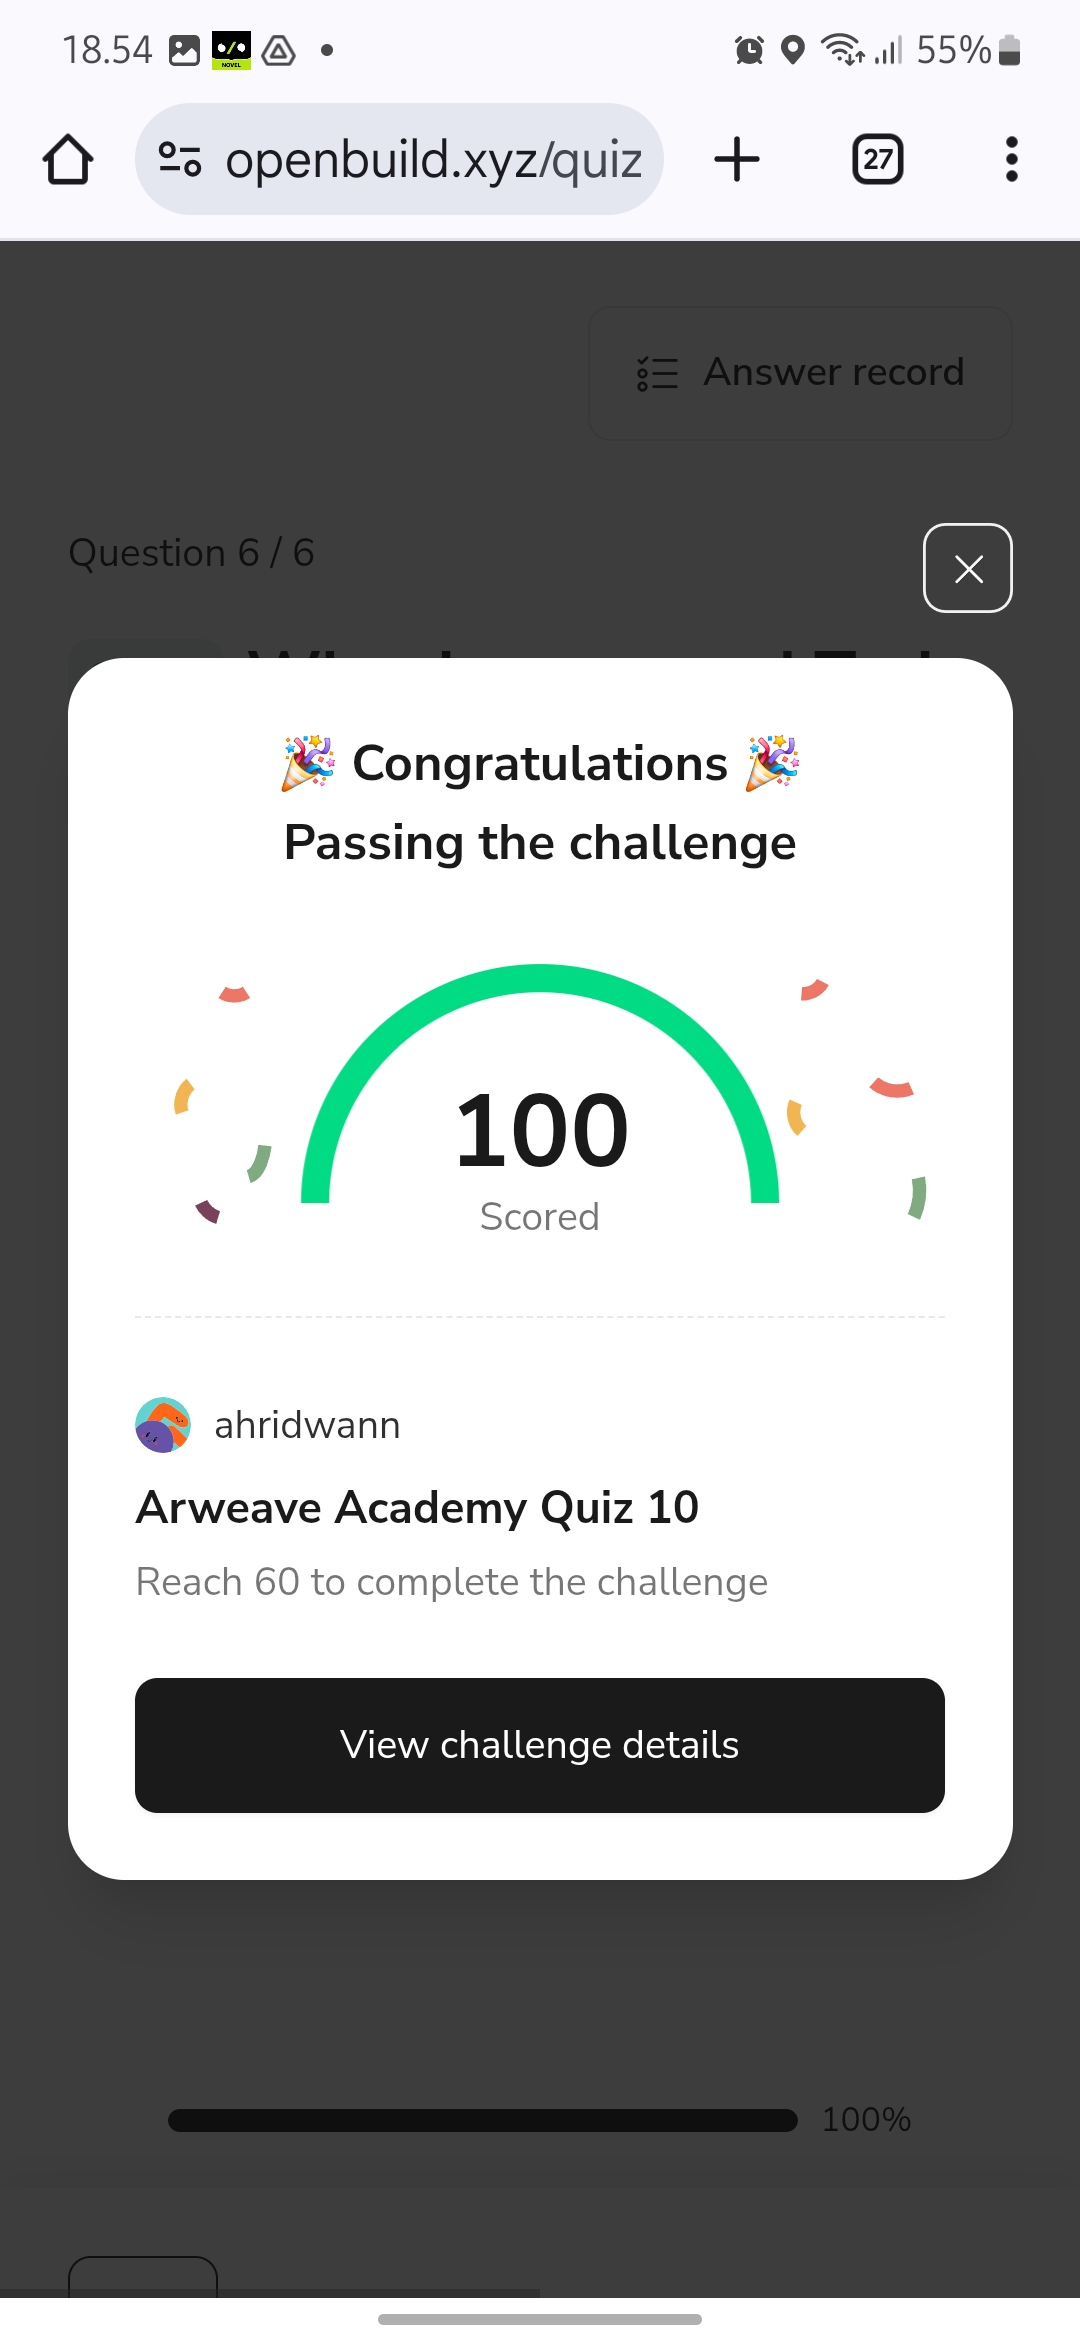 18.54
NOVEL
55%
openbuild.xyz/quiz
27
Answer record
Question 6 / 6
🎉 Congratulations 🎉
Passing the challenge
100
Scored
ahridwann
Arweave Academy Quiz 10
Reach 60 to complete the challenge
View challenge details
100%